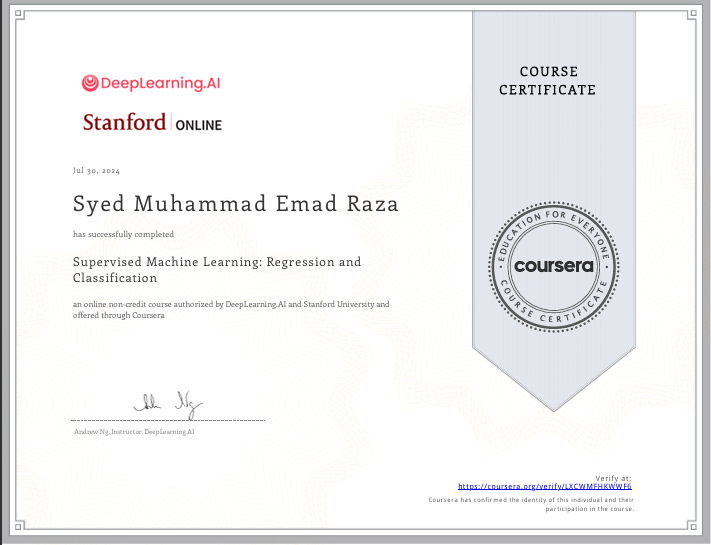 DeepLearning.AI
Stanford | ONLINE
COURSE
CERTIFICATE
Jul 30, 2024
Syed Muhammad Emad Raza
has successfully completed
Supervised Machine Learning: Regression and
Classification
an online non-credit course authorized by DeepLearning.AI and Stanford University and
offered through Coursera
EDUCATION FOR EVERYONE
coursera
COURSE CERTIFICATE
Andrew Ng, Instructor, DeepLearning.AI
Verify at:
https://coursera.org/verify/LXCWMFHKWWF6
Coursera has confirmed the identity of this individual and their
participation in the course.